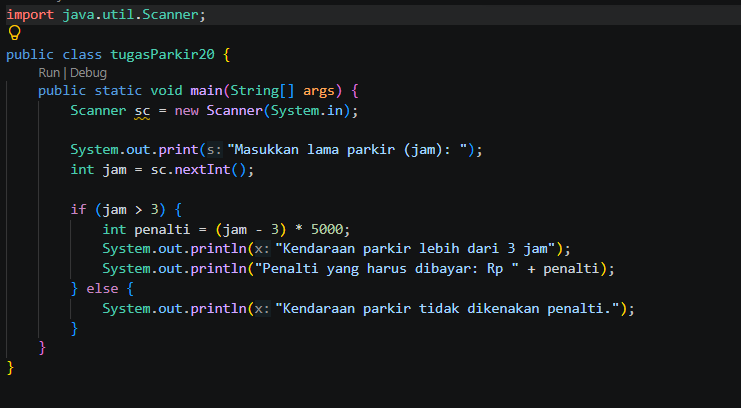 import java.util.Scanner;
public class tugasParkir20 {
Run | Debug
public static void main(String[] args) {
Scanner sc = new Scanner(System.in);
System.out.print(s: "Masukkan lama parkir (jam): ");
int jam = sc.nextInt();
if (jam > 3) {
int penalti = (jam - 3) * 5000;
System.out.println(x: "Kendaraan parkir lebih dari 3 jam");
System.out.println("Penalti yang harus dibayar: Rp " + penalti);
} else {
System.out.println(x: "Kendaraan parkir tidak dikenakan penalti.");
}
}
}